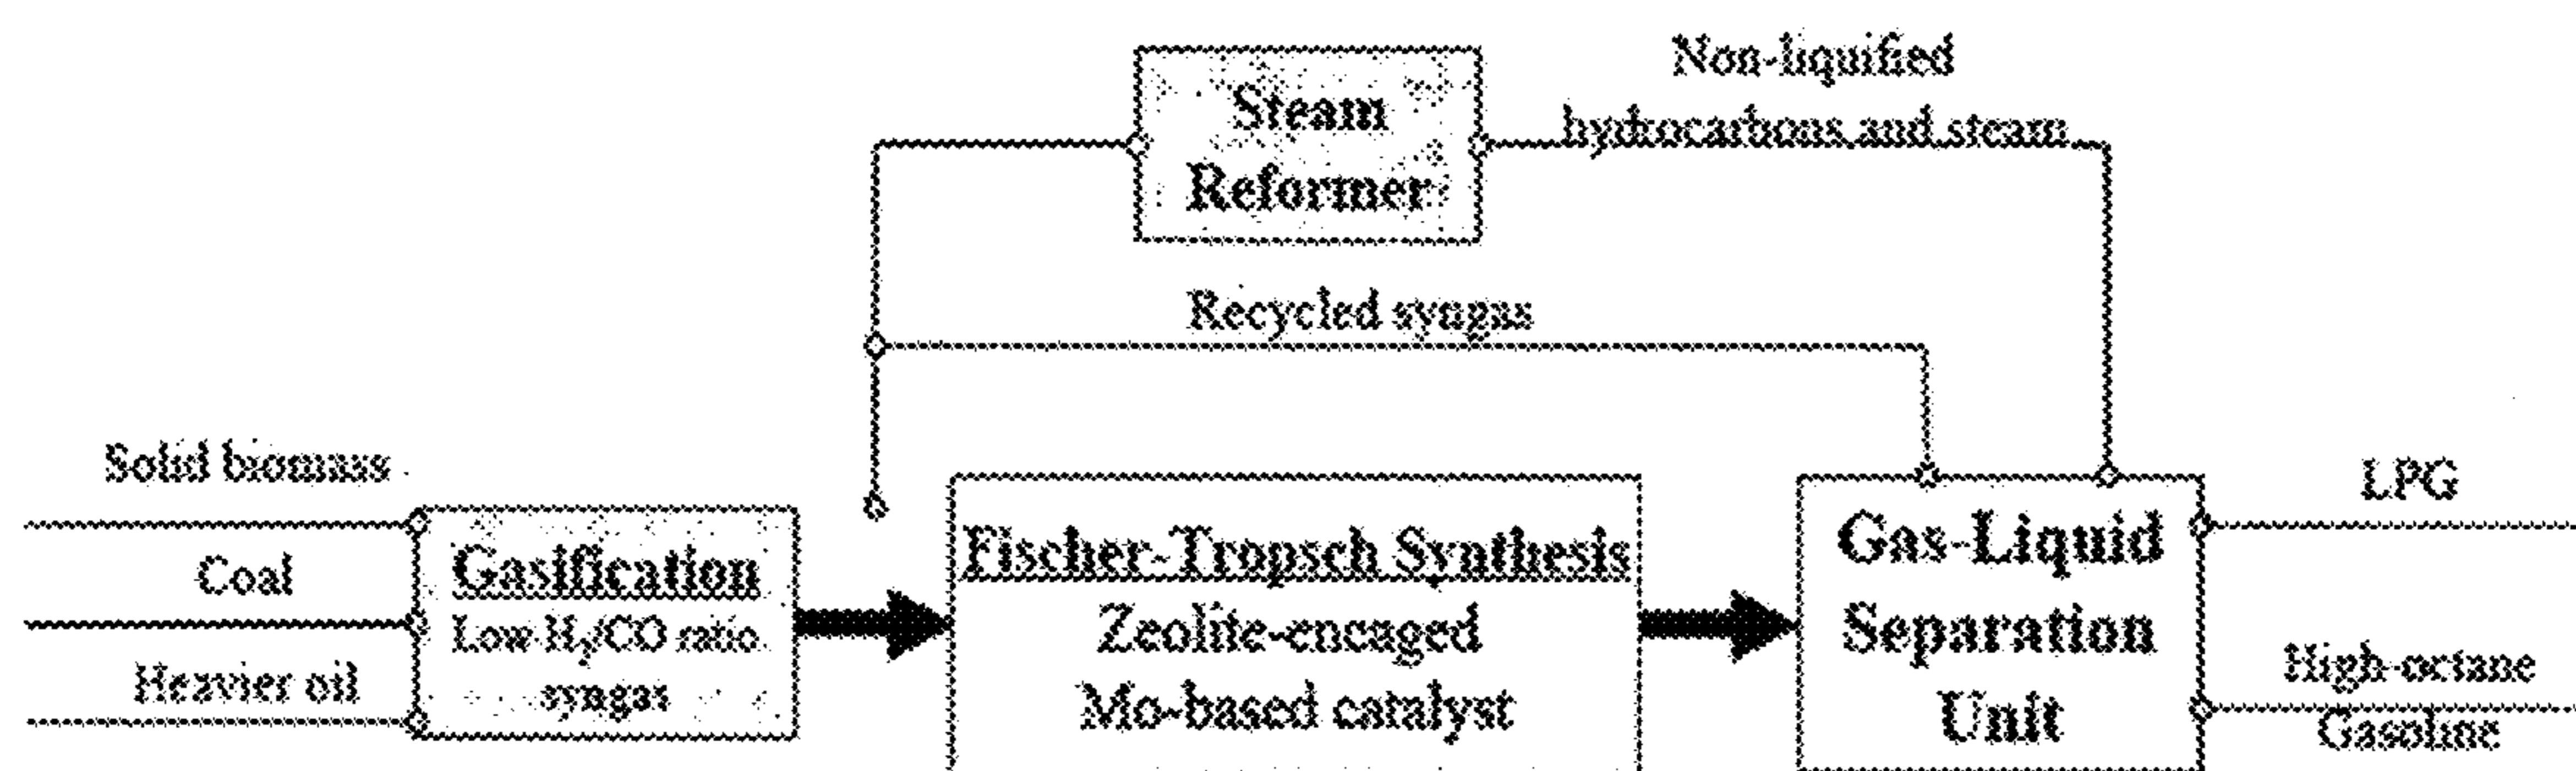 Non-liquified
hydrocarbons and steam
Steam
Reformer
Recycled syngas
Solid biomass
Coal
Heavier oil
Gasification
Low H₂/CO ratio
syngas
Fischer-Tropsch Synthesis
Zeolite-encaged
Mo-based catalyst
Gas-Liquid
Separation
Unit
LPG
High-octane
Gasoline